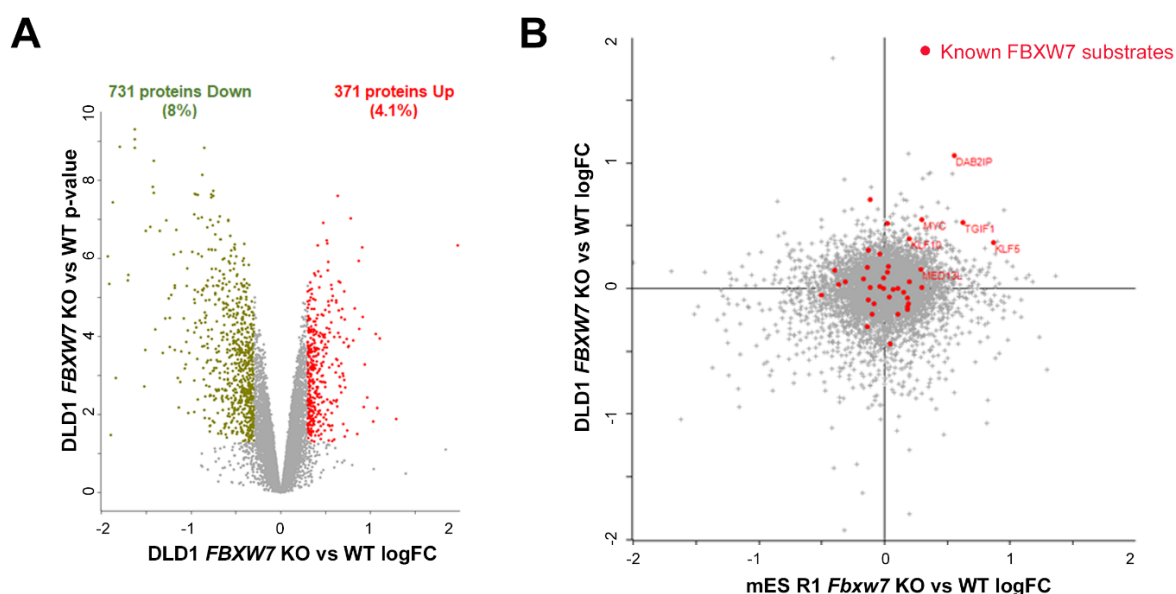 A
731 proteins Down
(8%)
371 proteins Up
(4.1%)
DLD1 FBXW7 KO vs WT p-value
10
8
6
4
2
0
-2
-1
0
1
2
DLD1 FBXW7 KO vs WT logFC
B
Known FBXW7 substrates
DLD1 FBXW7 KO vs WT logFC
2
1
0
-1
-2
DAB2IP
MYC
TGIF1
KLF5
MED13L
-2
-1
0
1
2
mES R1 Fbxw7 KO vs WT logFC